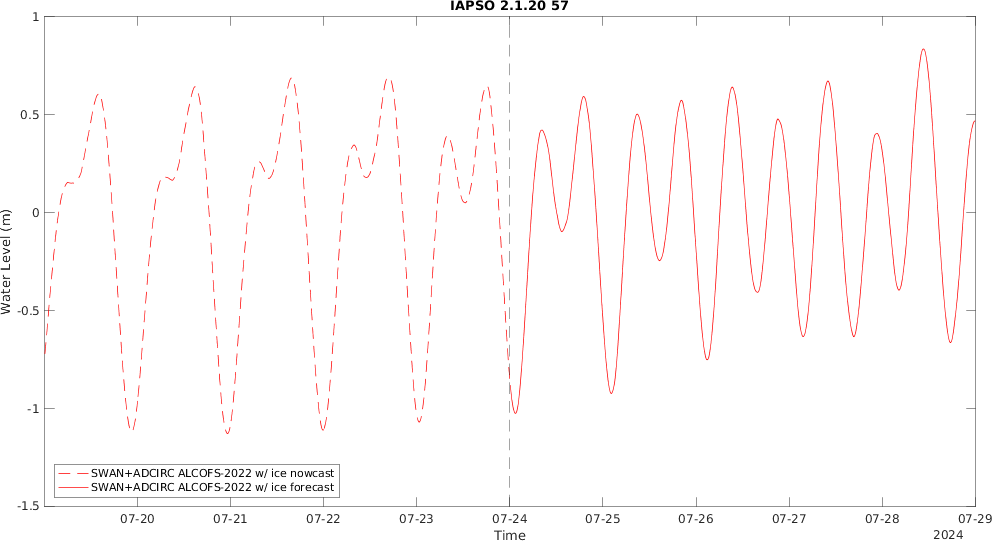 IAPSO 2.1.20 57
1
0.5
0
-0.5
-1
-1.5
Water Level (m)
SWAN+ADCIRC ALCOFS-2022 w/ ice nowcast
SWAN+ADCIRC ALCOFS-2022 w/ ice forecast
07-20 07-21 07-22 07-23 07-24 07-25 07-26 07-27 07-28 07-29
Time
2024